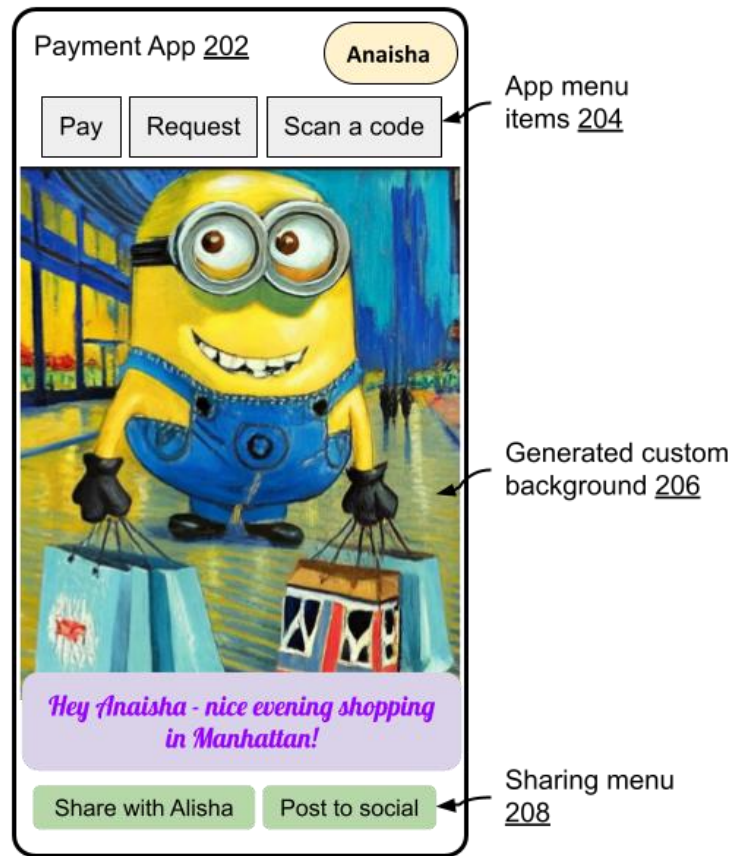 Payment App 202
Anaisha
Pay
Request
Scan a code
App menu
items 204
Generated custom
background 206
Hey Anaisha - nice evening shopping
in Manhattan!
Share with Alisha
Post to social
Sharing menu
208